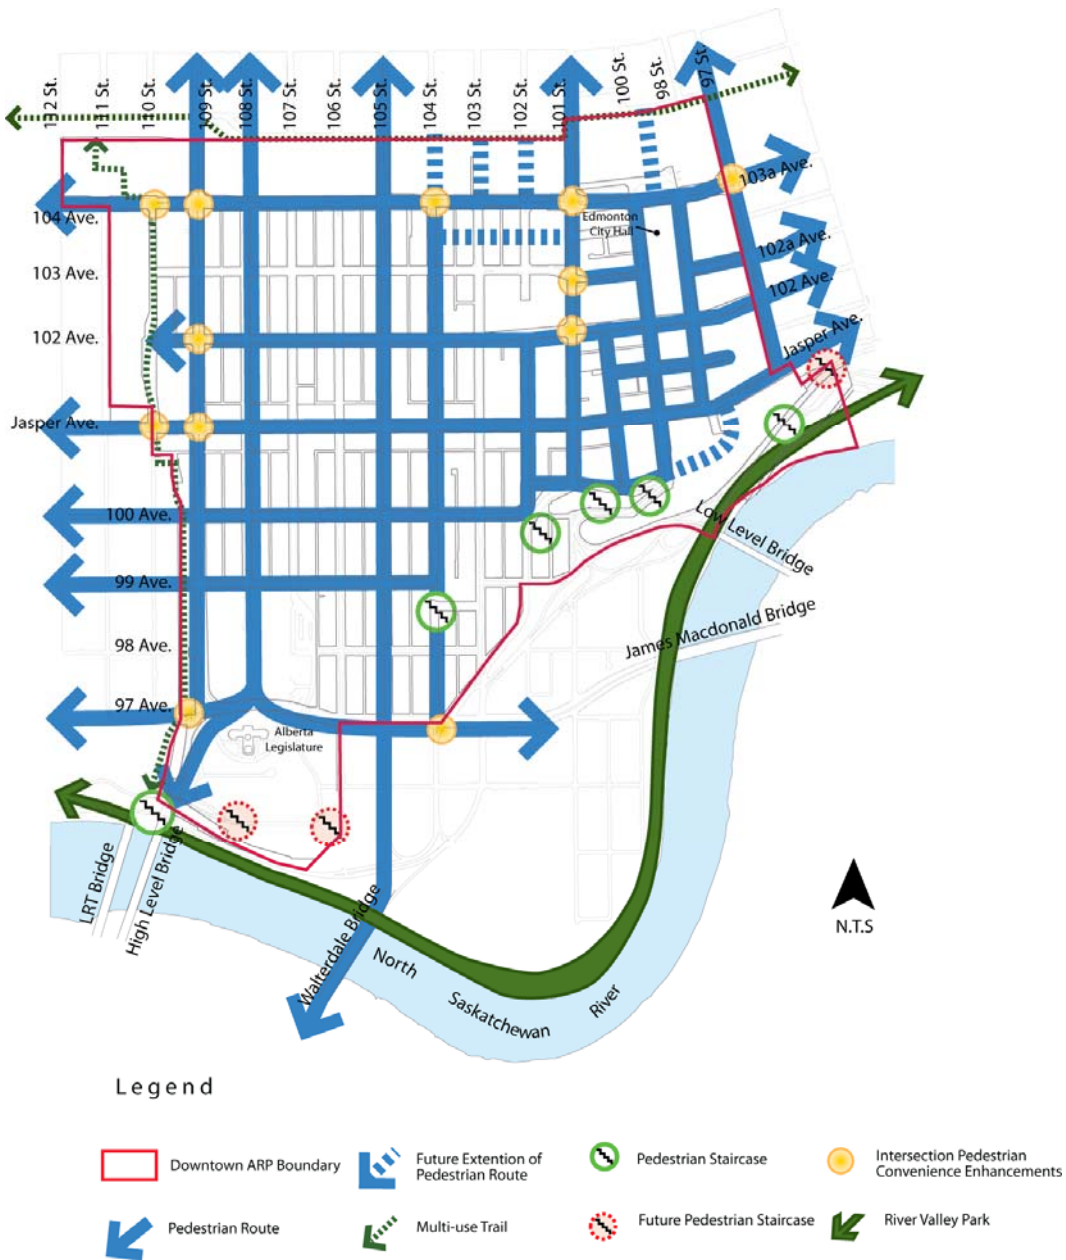 112 St.
111 St.
110 St.
109 St.
108 St.
107 St.
106 St.
105 St.
104 St.
103 St.
102 St.
101 St.
100 St.
98 St.
97 St.
103a Ave.
104 Ave.
Edmonton
City Hall
102a Ave.
103 Ave.
102 Ave.
102 Ave.
Jasper Ave.
Jasper Ave.
100 Ave.
Low Level Bridge
99 Ave.
James Macdonald Bridge
98 Ave.
97 Ave.
Alberta
Legislature
LRT Bridge
High Level Bridge
Walterdale Bridge
North
Saskatchewan
River
N.T.S
Legend
Downtown ARP Boundary
Future Extention of
Pedestrian Route
Pedestrian Staircase
Intersection Pedestrian
Convenience Enhancements
Pedestrian Route
Multi-use Trail
Future Pedestrian Staircase
River Valley Park